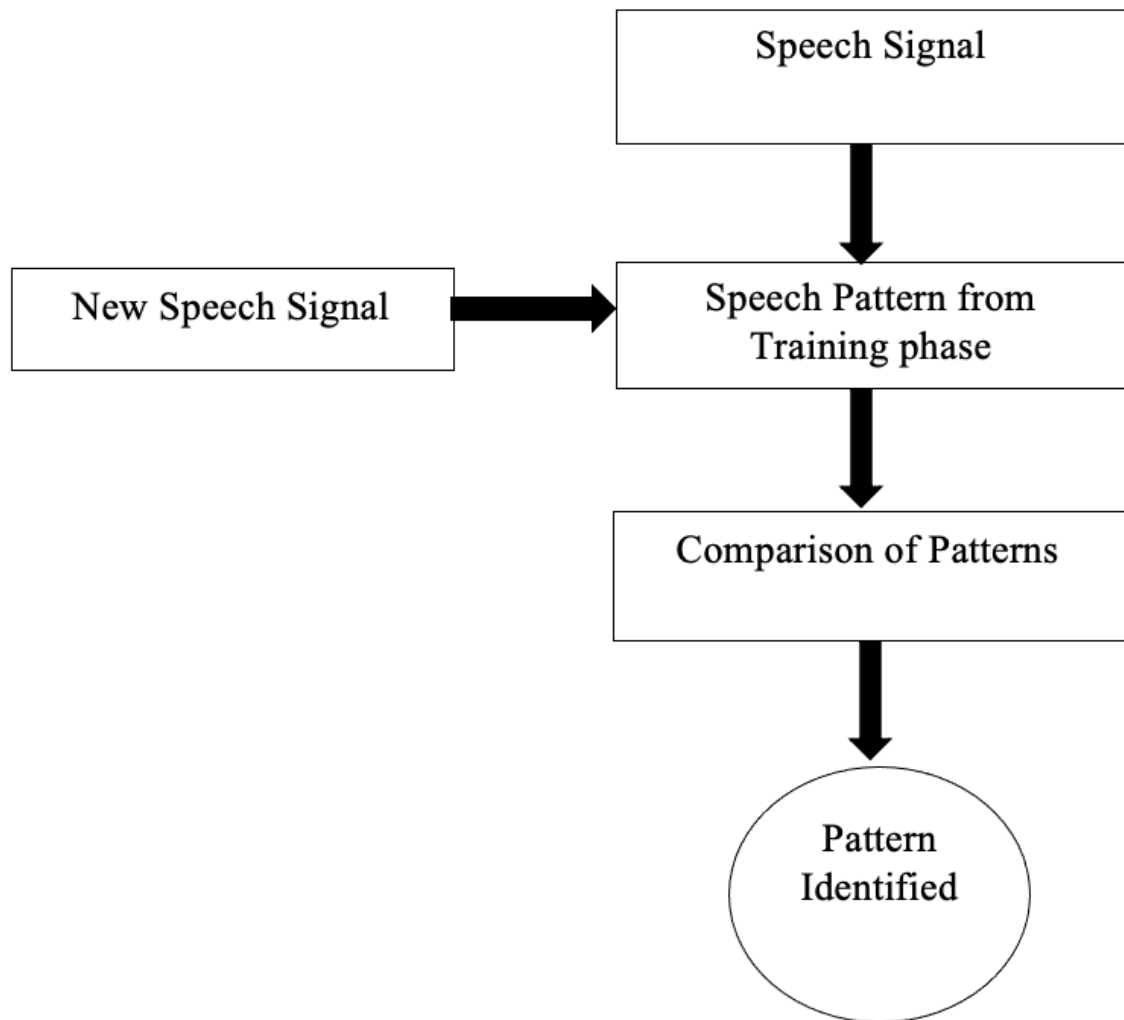 Speech Signal
New Speech Signal
Speech Pattern from
Training phase
Comparison of Patterns
Pattern
Identified